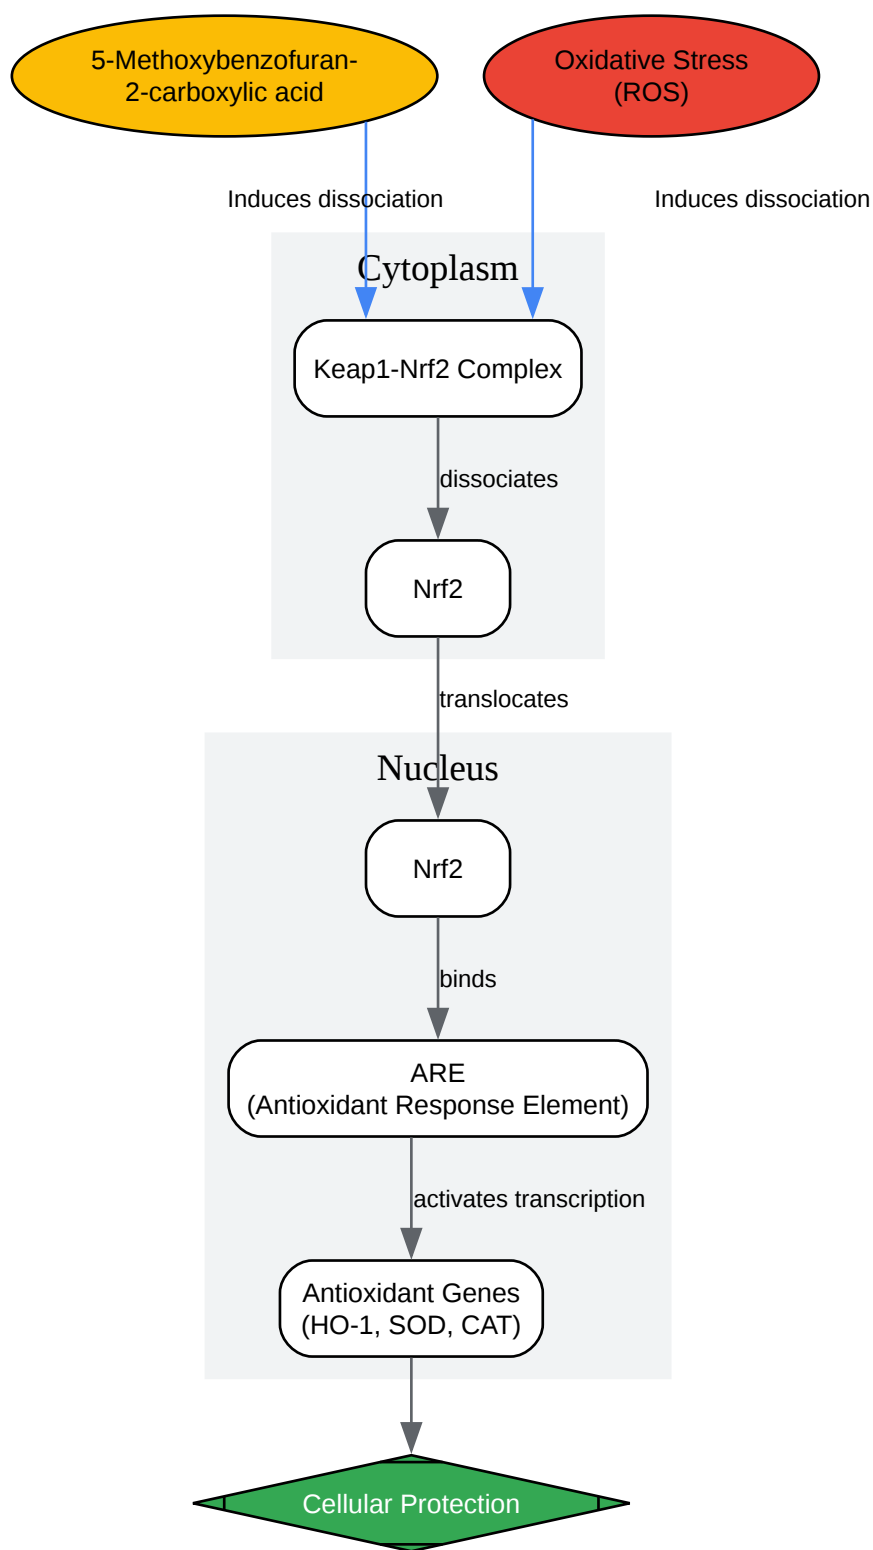 5-Methoxybenzofuran-
2-carboxylic acid
Oxidative Stress
(ROS)
Induces dissociation
Induces dissociation
Cytoplasm
Keap1-Nrf2 Complex
dissociates
Nrf2
translocates
Nucleus
Nrf2
binds
ARE
(Antioxidant Response Element)
activates transcription
Antioxidant Genes
(HO-1, SOD, CAT)
Cellular Protection